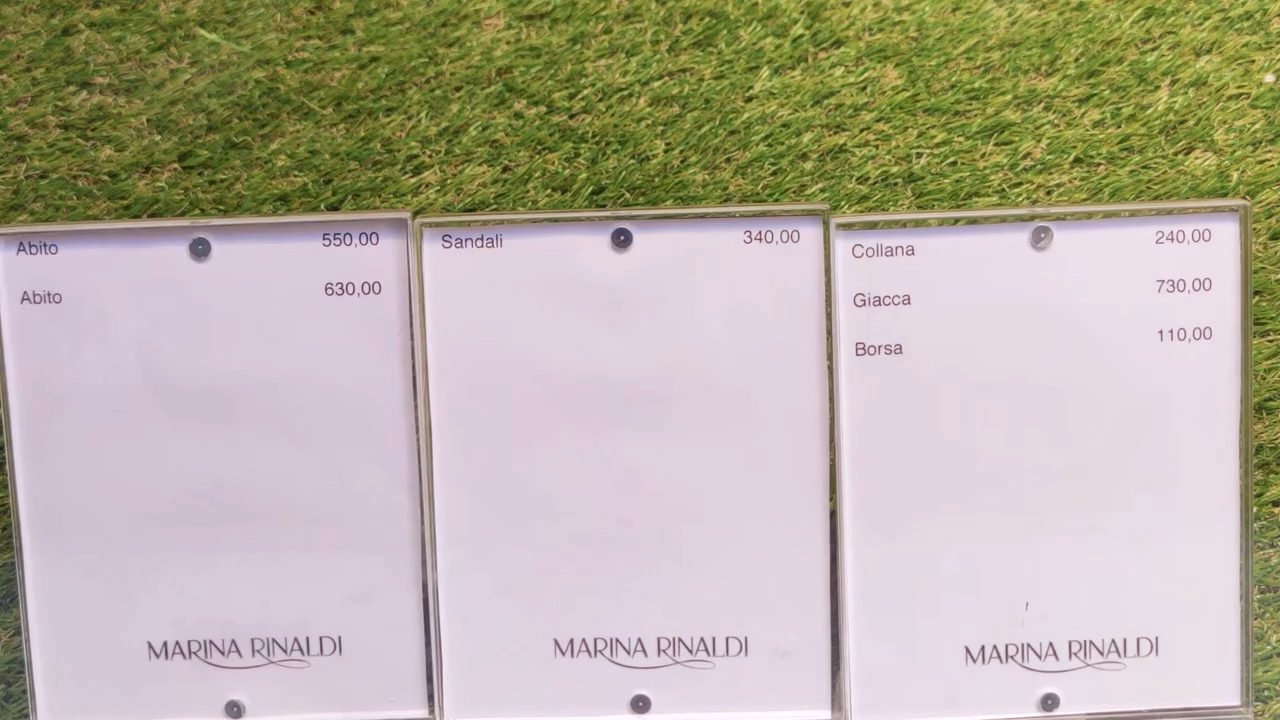 Abito 550,00
Abito 630,00
MARINA RINALDI
Sandali 340,00
MARINA RINALDI
Collana 240,00
Giacca 730,00
Borsa 110,00
MARINA RINALDI